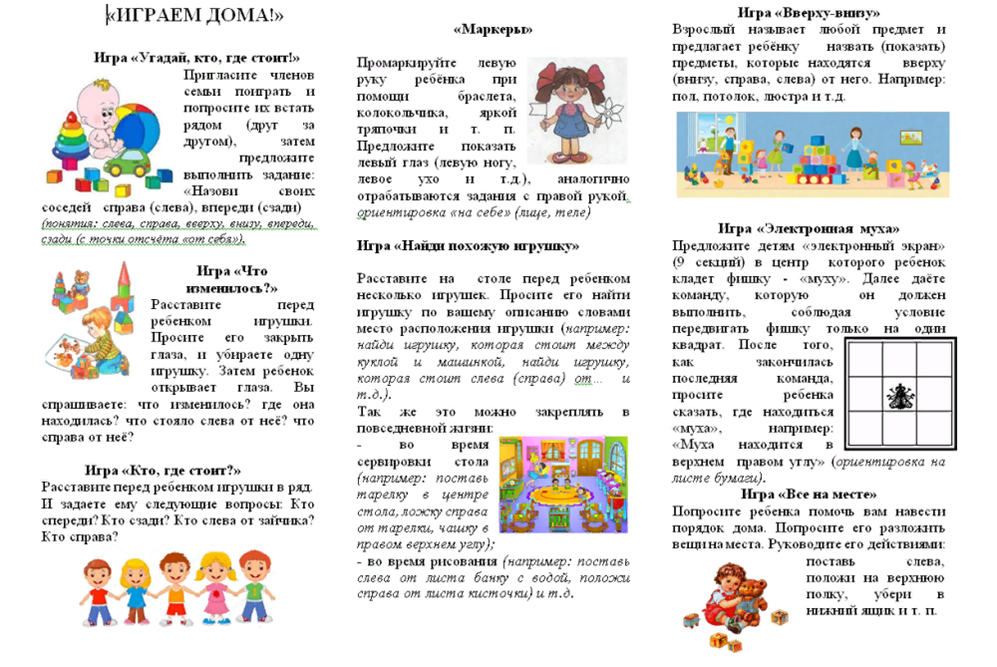 «ИГРАЕМ ДОМА!»
Игра «Угадай, кто, где стоит!»
Пригласите членов
семьи поиграть и
попросите их встать
рядом (друг за
другом), затем
предложите
выполнить задание:
«Назови своих
соседей справа (слева), впереди (сзади)
(понятия: слева, справа, вверху, внизу, впереди,
сзади (с точки отсчёта «от себя»).
Игра «Что
изменилось?»
Расставите перед
ребенком игрушки.
Просите его закрыть
глаза, и убираете одну
игрушку. Затем ребенок
открывает глаза. Вы
спрашиваете: что изменилось? где она
находилась? что стояло слева от неё? что
справа от неё?
Игра «Кто, где стоит?»
Расставите перед ребенком игрушки в ряд.
И задаете ему следующие вопросы: Кто
спереди? Кто сзади? Кто слева от зайчика?
Кто справа?
«Маркеры»
Промаркируйте левую
руку ребёнка при
помощи браслета,
колокольчика, яркой
тряпочки и т. п.
Предложите показать
левый глаз (левую ногу,
левое ухо и т.д.), аналогично
отрабатываются задания с правой рукой.
ориентировка «на себе» (лице, теле)
Игра «Найди похожую игрушку»
Расставите на столе перед ребенком
несколько игрушек. Просите его найти
игрушку по вашему описанию словами
место расположения игрушки (например:
найди игрушку, которая стоит между
куклой и машинкой, найди игрушку,
которая стоит слева (справа) от… и
т.д.).
Так же это можно закреплять в
повседневной жизни:
- во время
сервировки стола
(например: поставь
тарелку в центре
стола, ложку справа
от тарелки, чашку в
правом верхнем углу);
- во время рисования (например: поставь
слева от листа банку с водой, положи
справа от листа кисточки) и т.д.
Игра «Вверху-внизу»
Взрослый называет любой предмет и
предлагает ребёнку назвать (показать)
предметы, которые находятся вверху
(внизу, справа, слева) от него. Например:
пол, потолок, люстра и т.д.
Игра «Электронная муха»
Предложите детям «электронный экран»
(9 секций) в центр которого ребенок
кладет фишку - «муху». Далее даёте
команду, которую он должен
выполнить, соблюдая условие
передвигать фишку только на один
квадрат. После того,
как закончилась
последняя команда,
просите ребенка
сказать, где находиться
«муха», например:
«Муха находится в
верхнем правом углу» (ориентировка на
листе бумаги).
Игра «Все на месте»
Попросите ребенка помочь вам навести
порядок дома. Попросите его разложить
вещи на места. Руководите его действиями:
поставь слева,
положи на верхнюю
полку, убери в
нижний ящик и т. п.